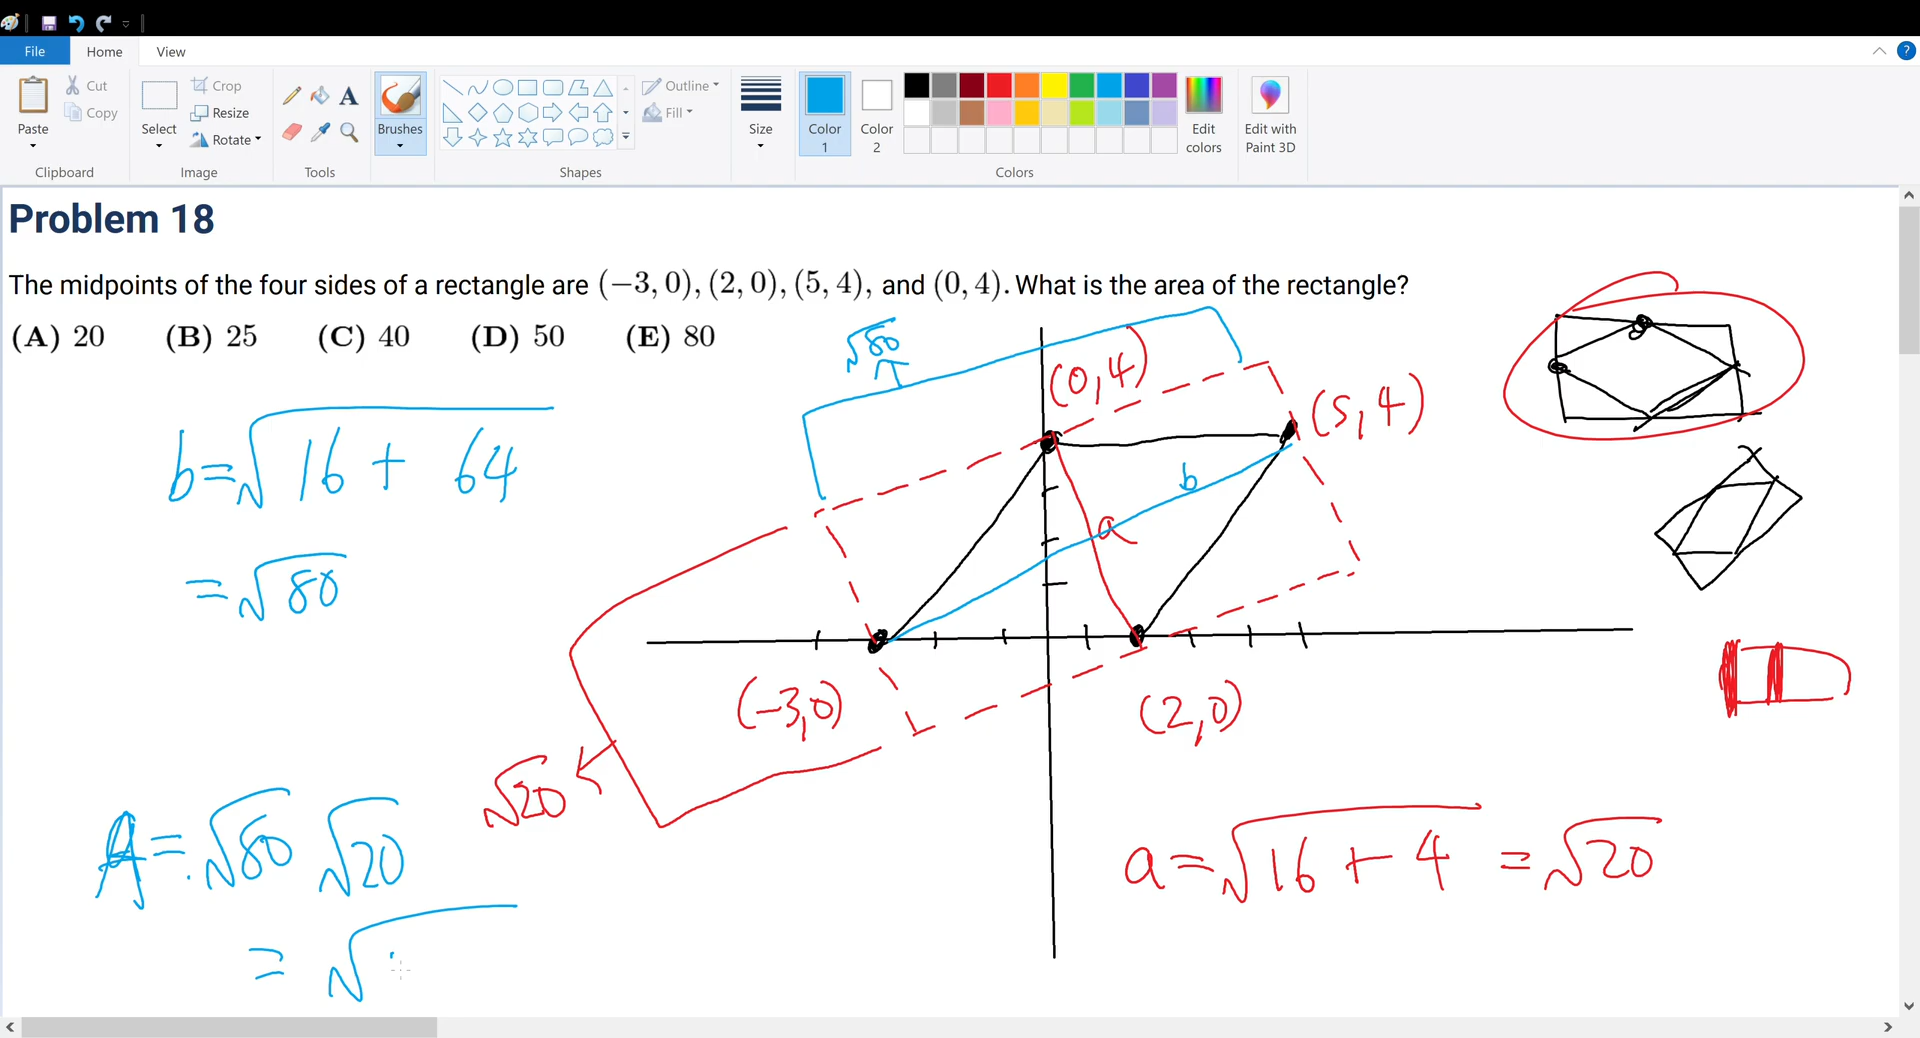 File Home View
Paste
Cut
Copy
Clipboard
Select
Crop
Resize
Rotate
Image
A
Tools
Brushes
Shapes
Outline
Fill
Size
Color 1
Color 2
Colors
Edit colors
Edit with Paint 3D
Problem 18
The midpoints of the four sides of a rectangle are (−3, 0), (2, 0), (5, 4), and (0, 4). What is the area of the rectangle?
(A) 20 (B) 25 (C) 40 (D) 50 (E) 80
√80
(0,4)
(5,4)
b=√16 + 64
b
a
= √80
(-3,0)
(2,0)
√20
A = √80 √20
a=√16 + 4 = √20
= √